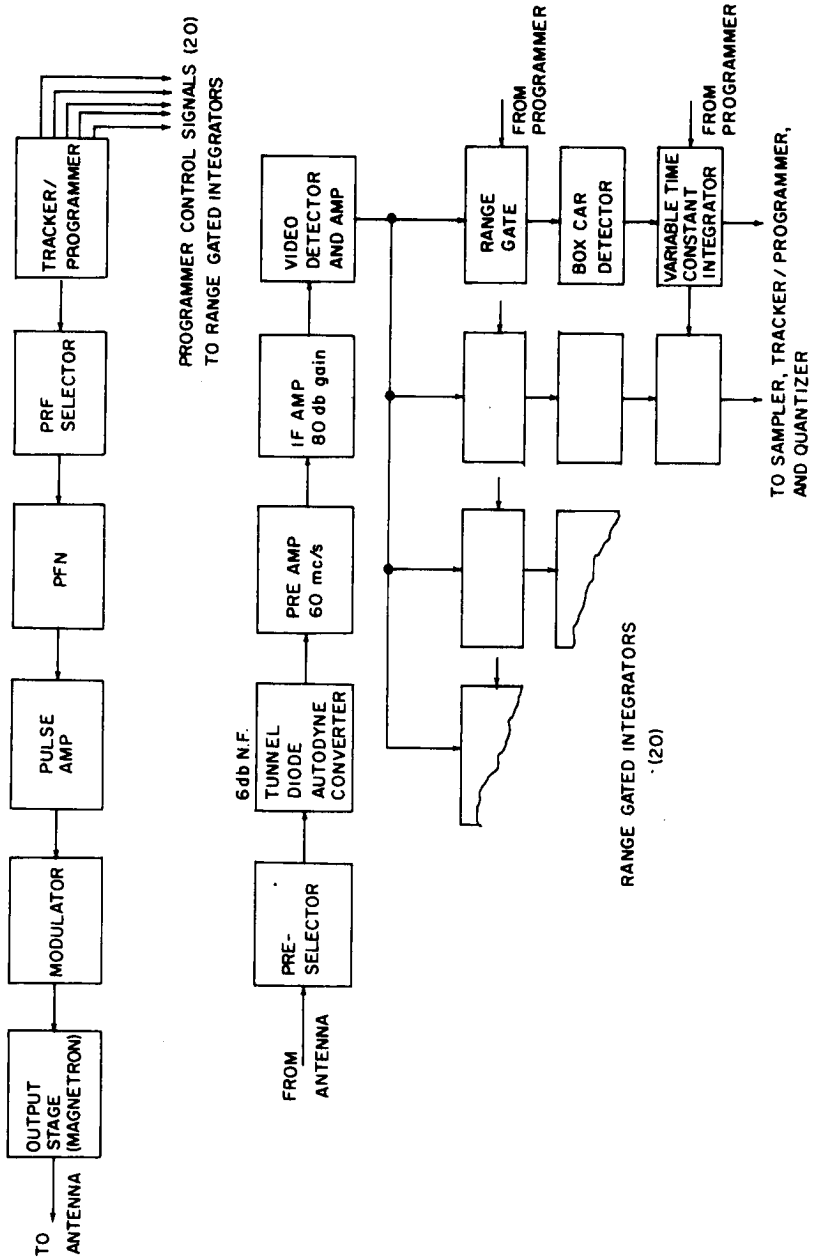 TO
ANTENNA
OUTPUT
STAGE
(MAGNETRON)
MODULATOR
PULSE
AMP
PFN
PRF
SELECTOR
TRACKER/
PROGRAMMER
PROGRAMMER CONTROL SIGNALS (20)
TO RANGE GATED INTEGRATORS
FROM
ANTENNA
PRE-
SELECTOR
6db N.F.
TUNNEL
DIODE
AUTODYNE
CONVERTER
PRE AMP
60 mc/s
IF AMP
80 db gain
VIDEO
DETECTOR
AND AMP
RANGE
GATE
FROM
PROGRAMMER
BOX CAR
DETECTOR
VARIABLE TIME
CONSTANT
INTEGRATOR
FROM
PROGRAMMER
RANGE GATED INTEGRATORS
(20)
TO SAMPLER, TRACKER/PROGRAMMER,
AND QUANTIZER